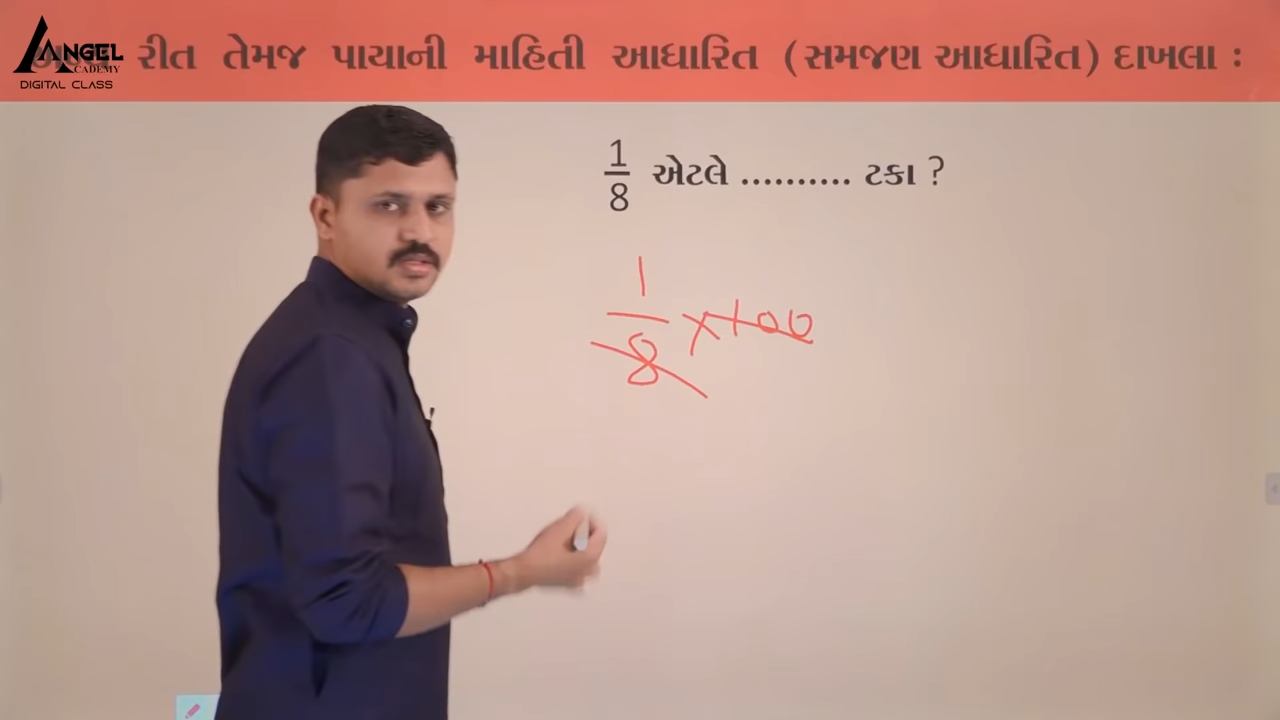 ANGEL
ACADEMY
DIGITAL CLASS
રીત તેમજ પાયાની માહિતી આધારિત (સમજણ આધારિત) દાખલા :
1/8 એટલે .......... ટકા ?
1/8 ×100